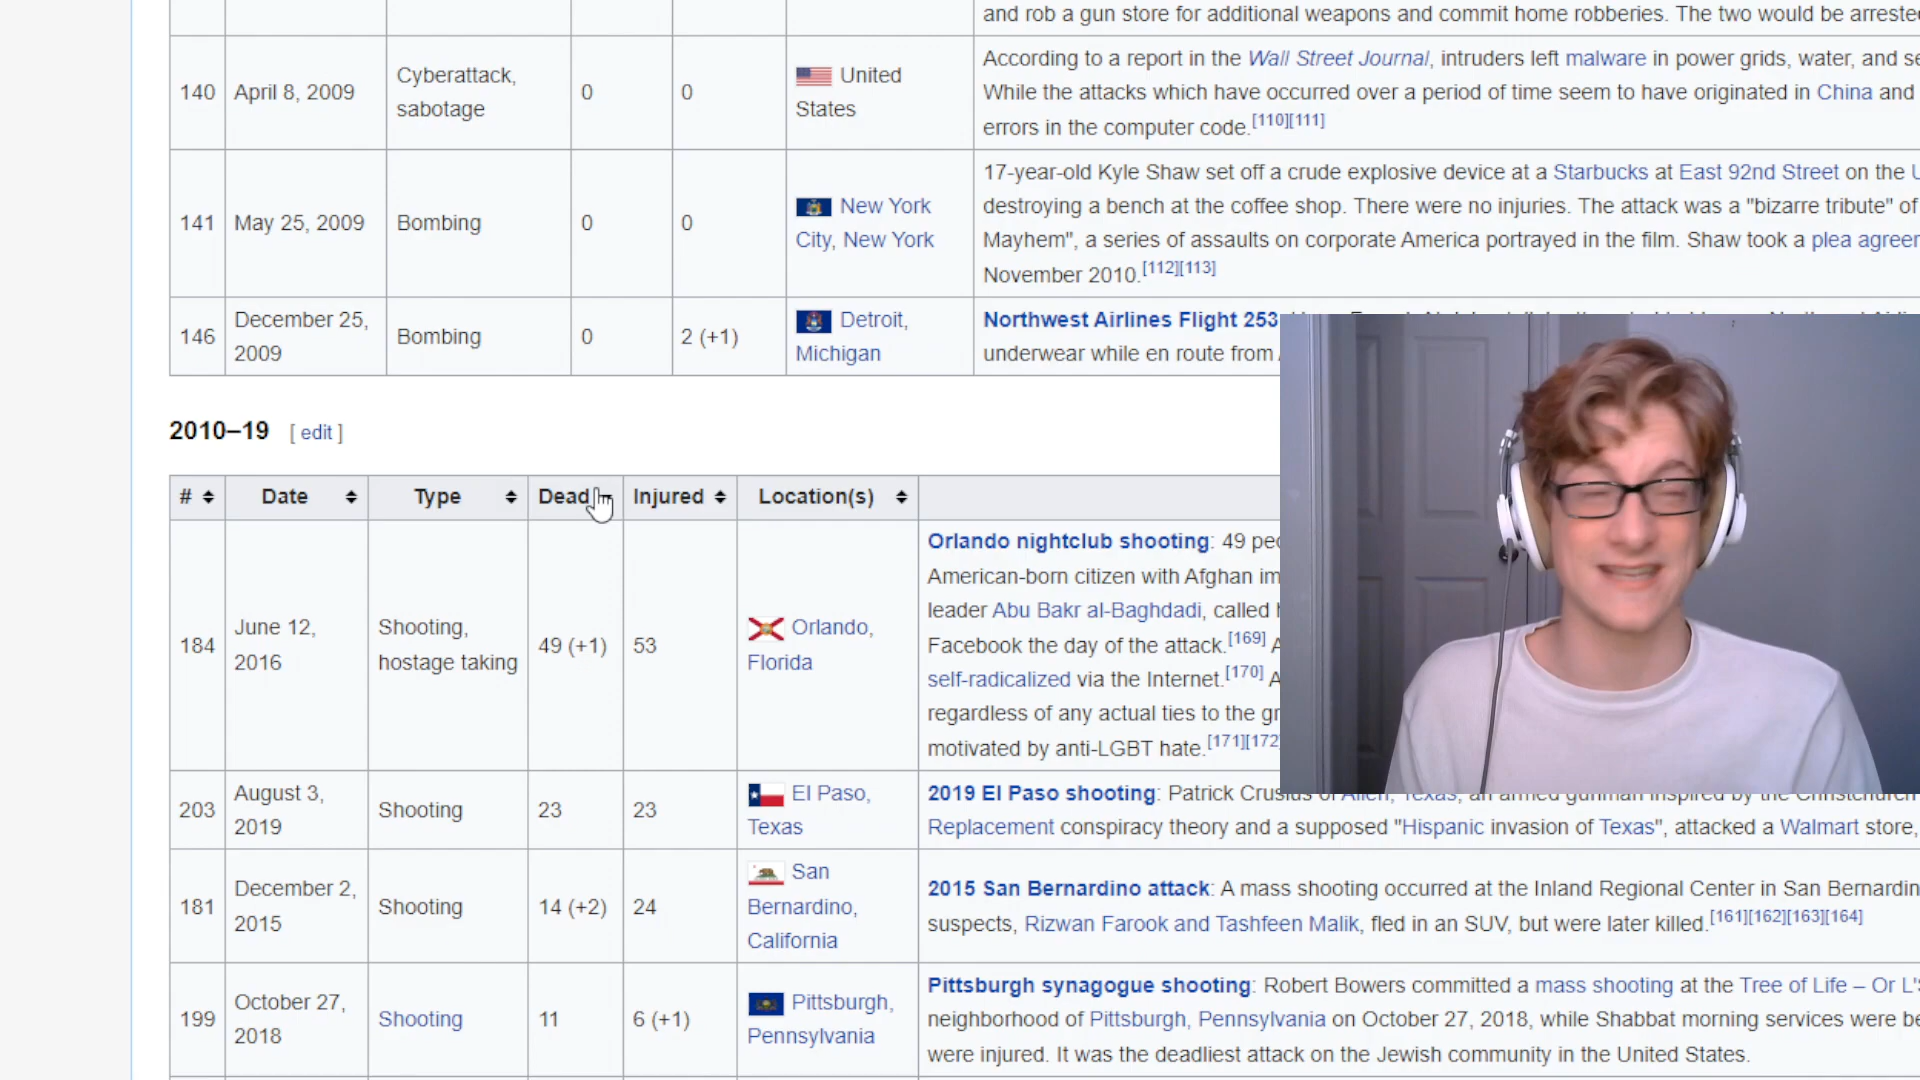 and rob a gun store for additional weapons and commit home robberies. The two would be arreste
140
April 8, 2009
Cyberattack,
sabotage
0
0
United
States
According to a report in the Wall Street Journal, intruders left malware in power grids, water, and se
While the attacks which have occurred over a period of time seem to have originated in China and
errors in the computer code.[110][111]
141
May 25, 2009
Bombing
0
0
New York
City, New York
17-year-old Kyle Shaw set off a crude explosive device at a Starbucks at East 92nd Street on the U
destroying a bench at the coffee shop. There were no injuries. The attack was a "bizarre tribute" of
Mayhem", a series of assaults on corporate America portrayed in the film. Shaw took a plea agreer
November 2010.[112][113]
146
December 25,
2009
Bombing
0
2 (+1)
Detroit,
Michigan
Northwest Airlines Flight 253
underwear while en route from
2010–19 [ edit ]
# Date Type Dead Injured Location(s)
184
June 12,
2016
Shooting,
hostage taking
49 (+1)
53
Orlando,
Florida
Orlando nightclub shooting: 49 pe
American-born citizen with Afghan im
leader Abu Bakr al-Baghdadi, called
Facebook the day of the attack.[169] A
self-radicalized via the Internet.[170] A
regardless of any actual ties to the gr
motivated by anti-LGBT hate.[171][172]
203
August 3,
2019
Shooting
23
23
El Paso,
Texas
2019 El Paso shooting: Patrick Crusius of Allen, Texas, an armed gunman inspired by the Christchurch
Replacement conspiracy theory and a supposed "Hispanic invasion of Texas", attacked a Walmart store,
181
December 2,
2015
Shooting
14 (+2)
24
San
Bernardino,
California
2015 San Bernardino attack: A mass shooting occurred at the Inland Regional Center in San Bernardin
suspects, Rizwan Farook and Tashfeen Malik, fled in an SUV, but were later killed.[161][162][163][164]
199
October 27,
2018
Shooting
11
6 (+1)
Pittsburgh,
Pennsylvania
Pittsburgh synagogue shooting: Robert Bowers committed a mass shooting at the Tree of Life – Or L'S
neighborhood of Pittsburgh, Pennsylvania on October 27, 2018, while Shabbat morning services were be
were injured. It was the deadliest attack on the Jewish community in the United States.